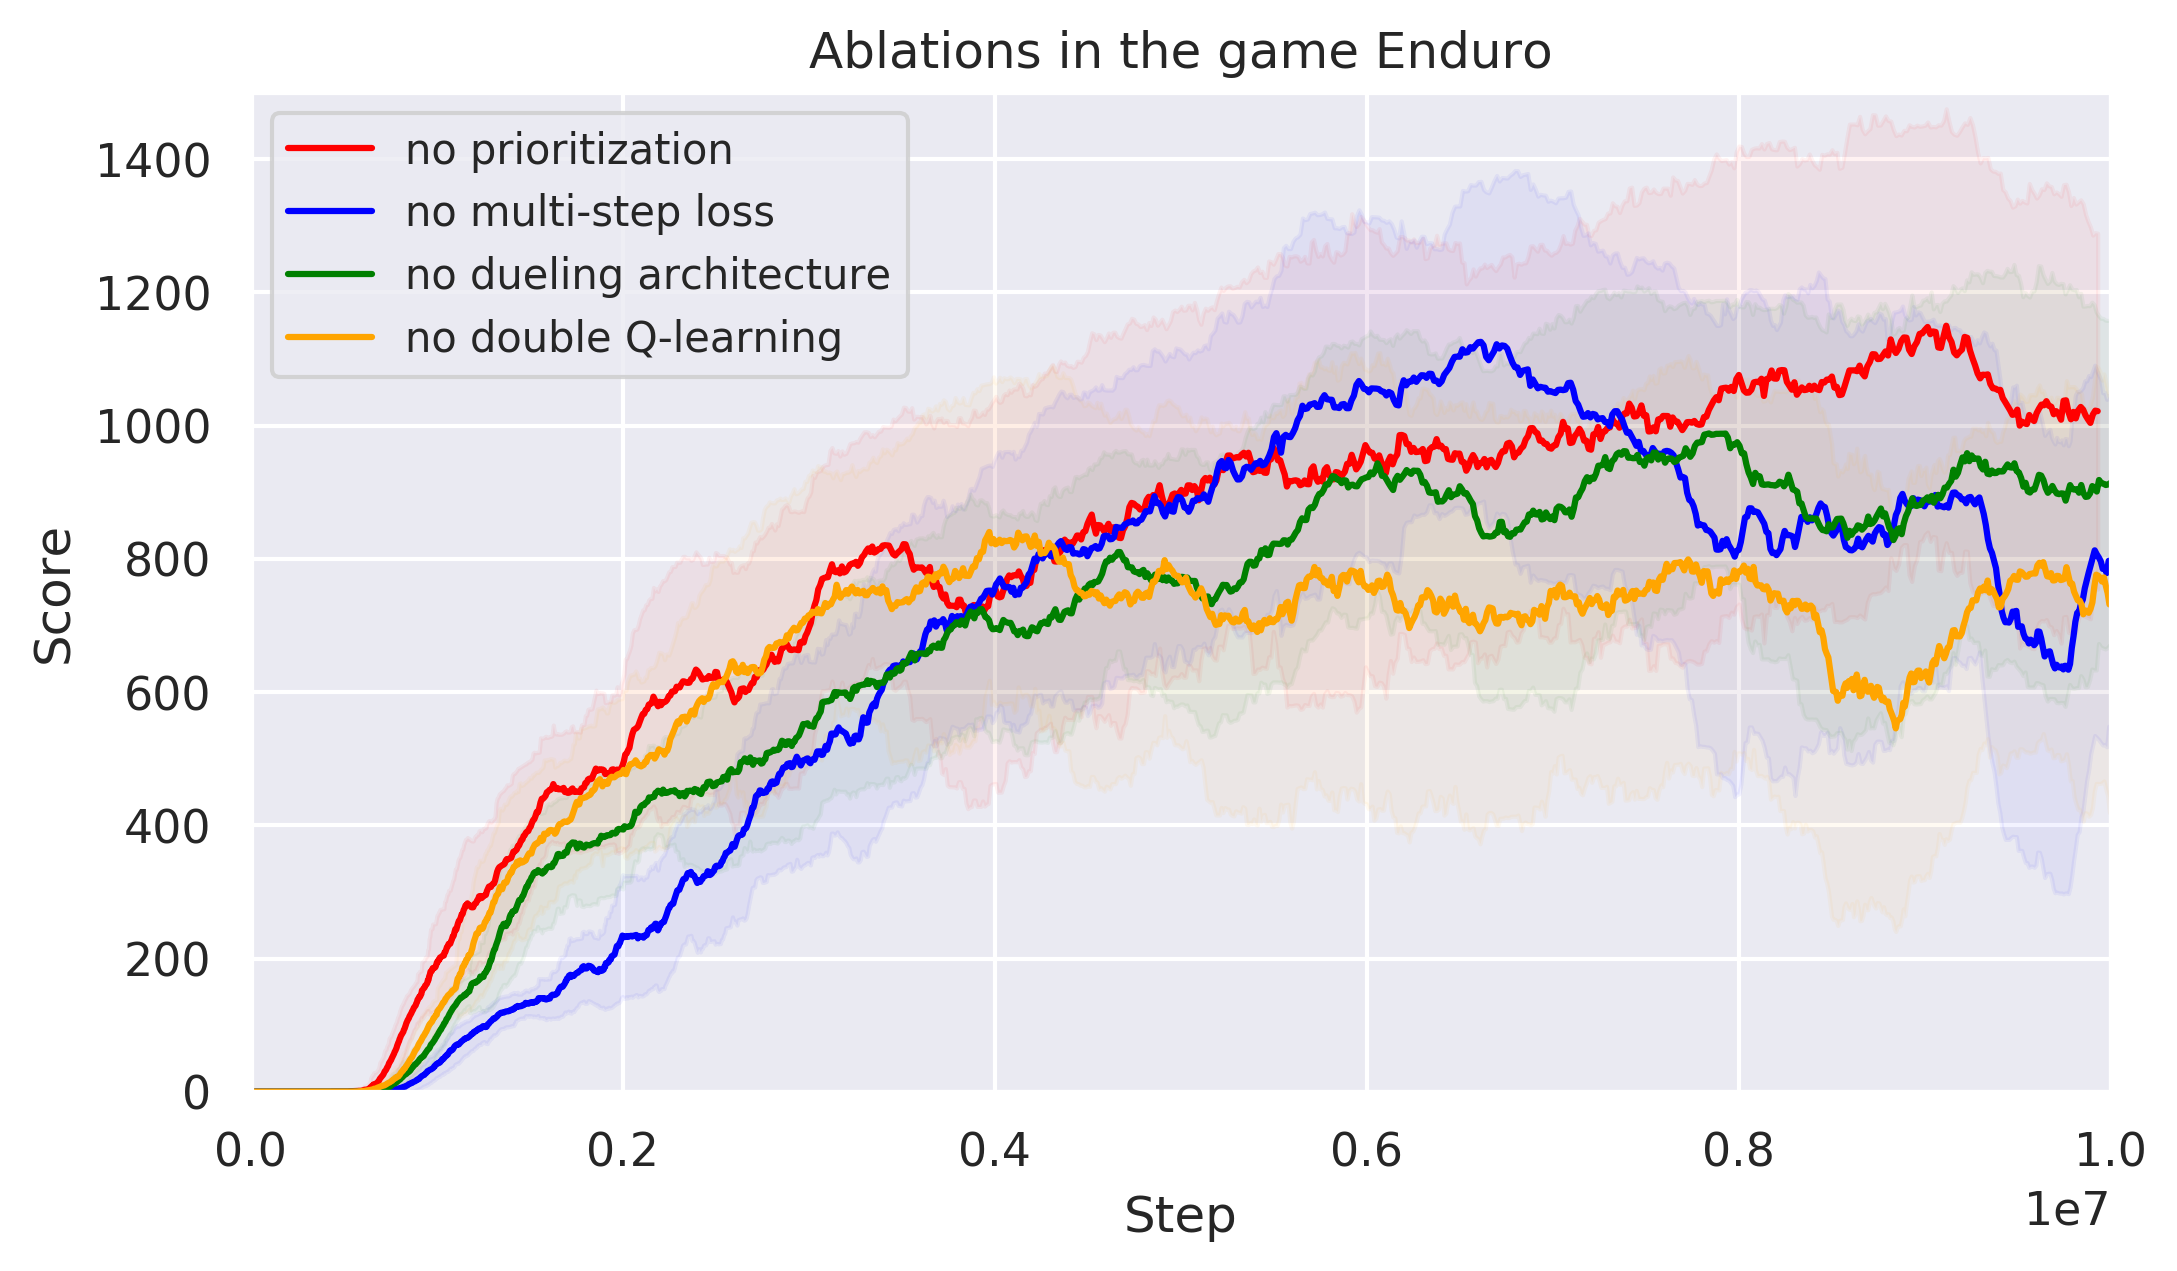 Ablations in the game Enduro
no prioritization
no multi-step loss
no dueling architecture
no double Q-learning
Score
1400
1200
1000
800
600
400
200
0
0.0 0.2 0.4 0.6 0.8 1.0
1e7
Step